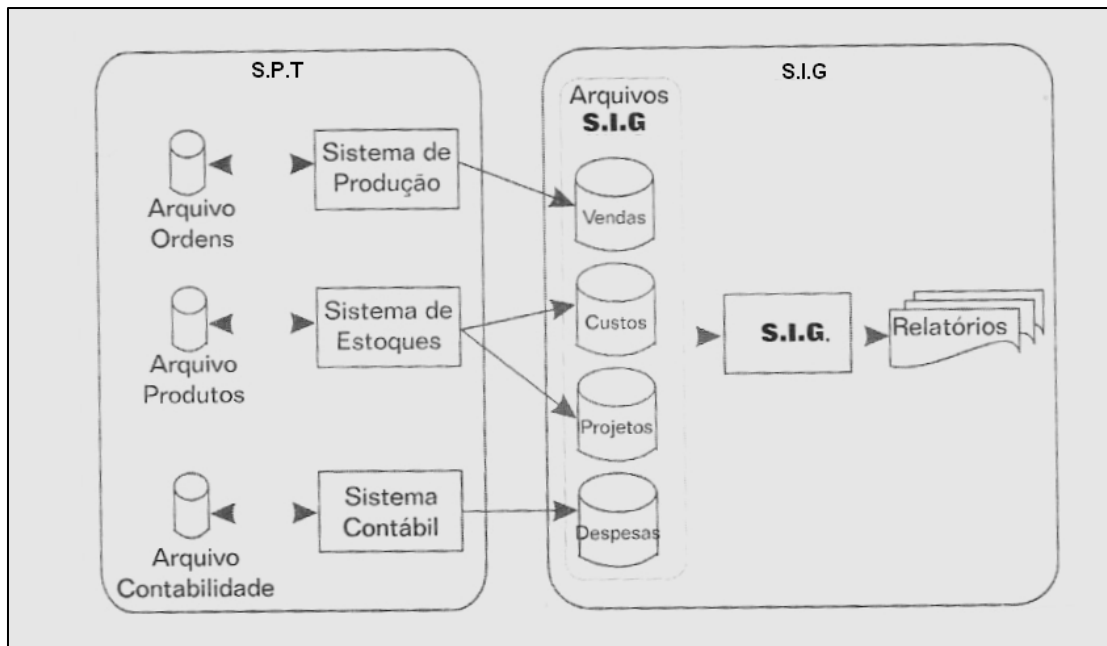 S.P.T
Arquivo
Ordens
Sistema de
Produção
Arquivo
Produtos
Sistema de
Estoques
Arquivo
Contabilidade
Sistema
Contábil
S.I.G
Arquivos
S.I.G
Vendas
Custos
Projetos
Despesas
S.I.G.
Relatórios